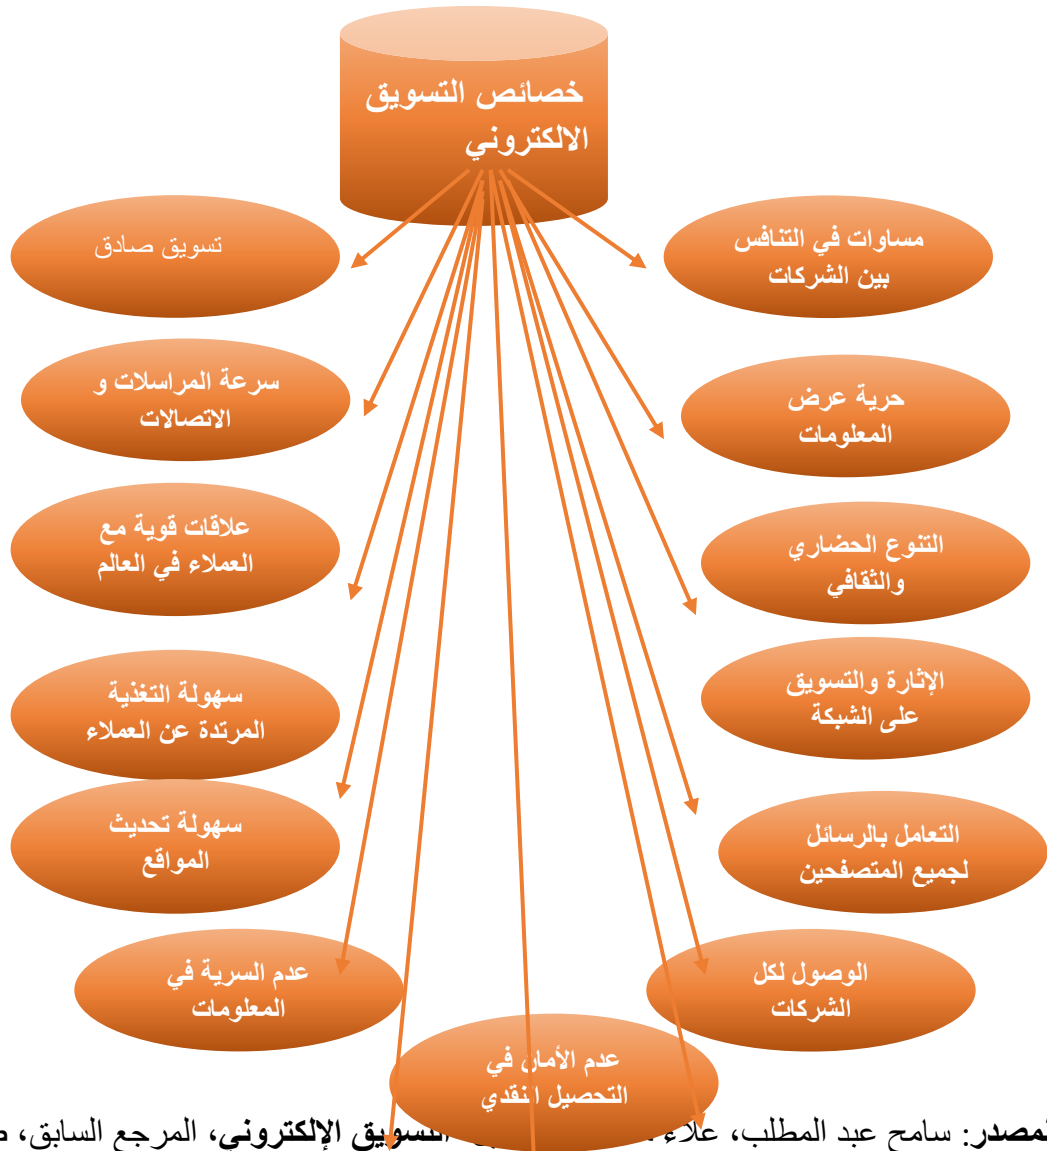 خصائص التسويق
الالكتروني
مساوات في التنافس
بين الشركات
تسويق صادق
حرية عرض
المعلومات
سرعة المراسلات و
الاتصالات
التنوع الحضاري
والثقافي
علاقات قوية مع
العملاء في العالم
الإثارة والتسويق
على الشبكة
سهولة التغذية
المرتدة عن العملاء
التعامل بالرسائل
لجميع المتصفحين
سهولة تحديث
المواقع
الوصول لكل
الشركات
عدم السرية في
المعلومات
عدم الأمان في
التحصيل النقدي
لمصدر: سامح عبد المطلب، علاء التسويق الإلكتروني، المرجع السابق،